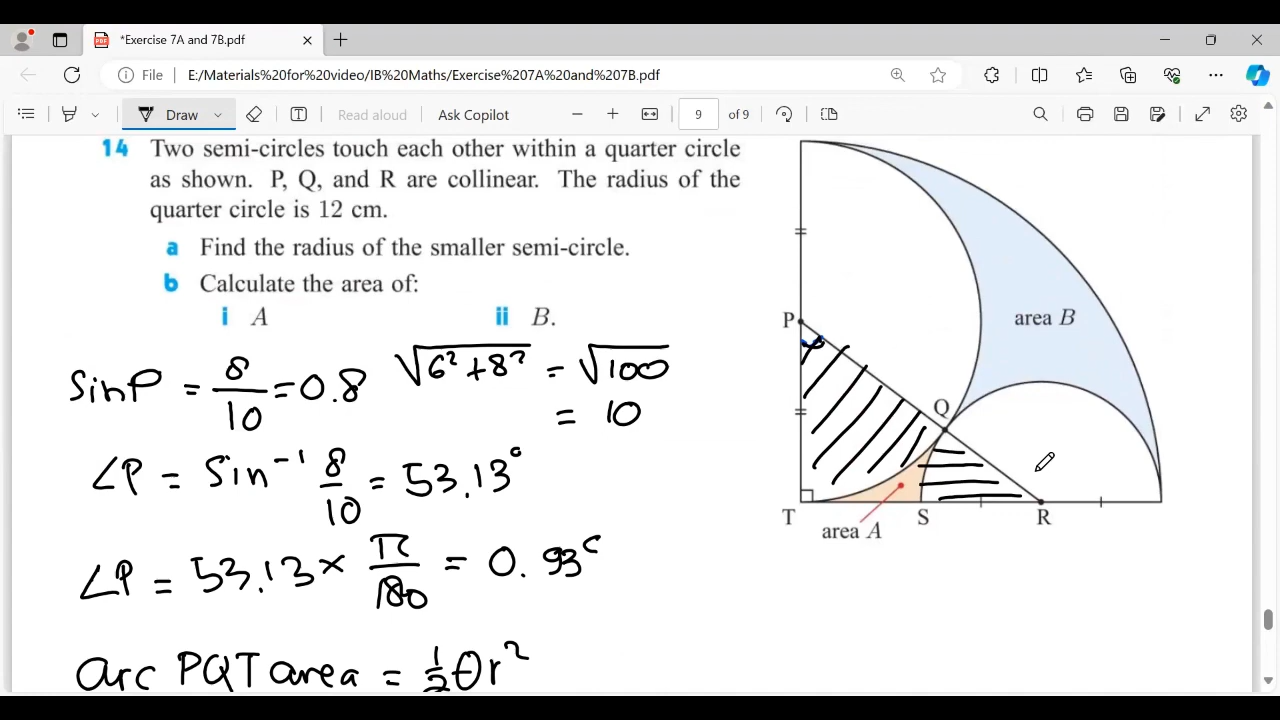 *Exercise 7A and 7B.pdf
File E:/Materials%20for%20video/IB%20Maths/Exercise%207A%20and%207B.pdf
Draw Read aloud Ask Copilot 9 of 9
14 Two semi-circles touch each other within a quarter circle
as shown. P, Q, and R are collinear. The radius of the
quarter circle is 12 cm.
a Find the radius of the smaller semi-circle.
b Calculate the area of:
i A ii B.
sinP = 8/10 = 0.8 √(6²+8²) = √100
= 10
∠P = Sin⁻¹ 8/10 = 53.13°
∠P = 53.13 × π/180 = 0.93ᶜ
arc PQT area = 1/2 θr²
P
area B
Q
T
S
R
area A